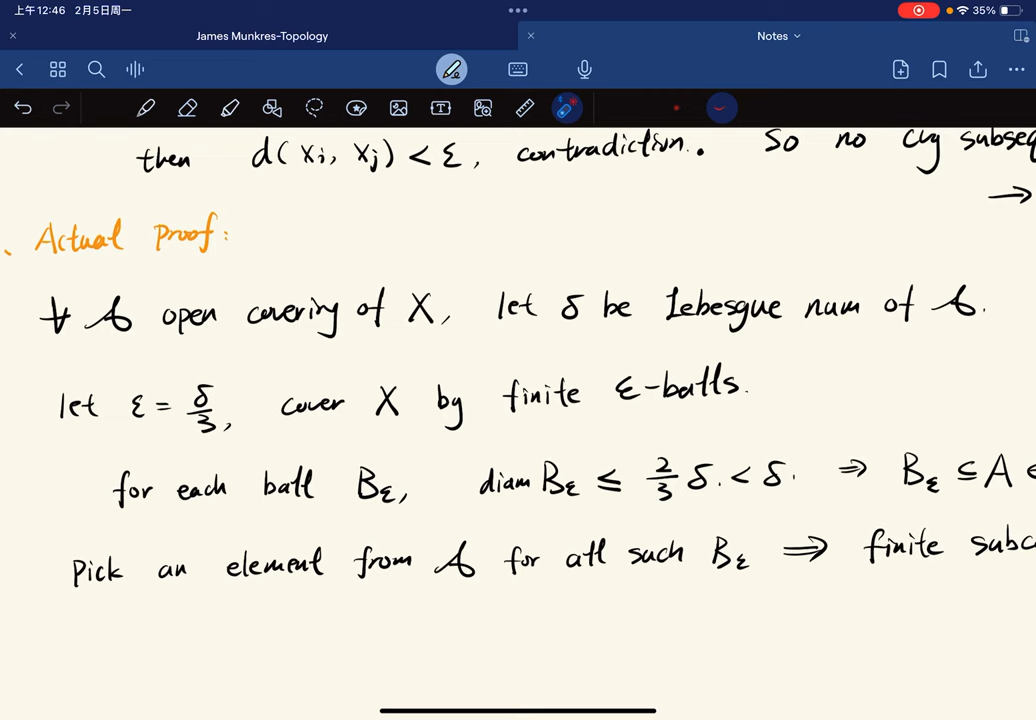 上午12:46 2月5日周一
35%
James Munkres-Topology
Notes
then d( xᵢ, xⱼ) < ε, contradiction. So no cvg subseq
→
Actual Proof:
∀ 𝒜 open covering of X, let δ be Lebesgue num of 𝒜.
let ε = δ/3, cover X by finite ε-balls.
for each ball Bε, diam Bε ≤ 2/3 δ. < δ. ⇒ Bε ⊆ A ∈
Pick an element from 𝒜 for all such Bε ⟹ finite subc